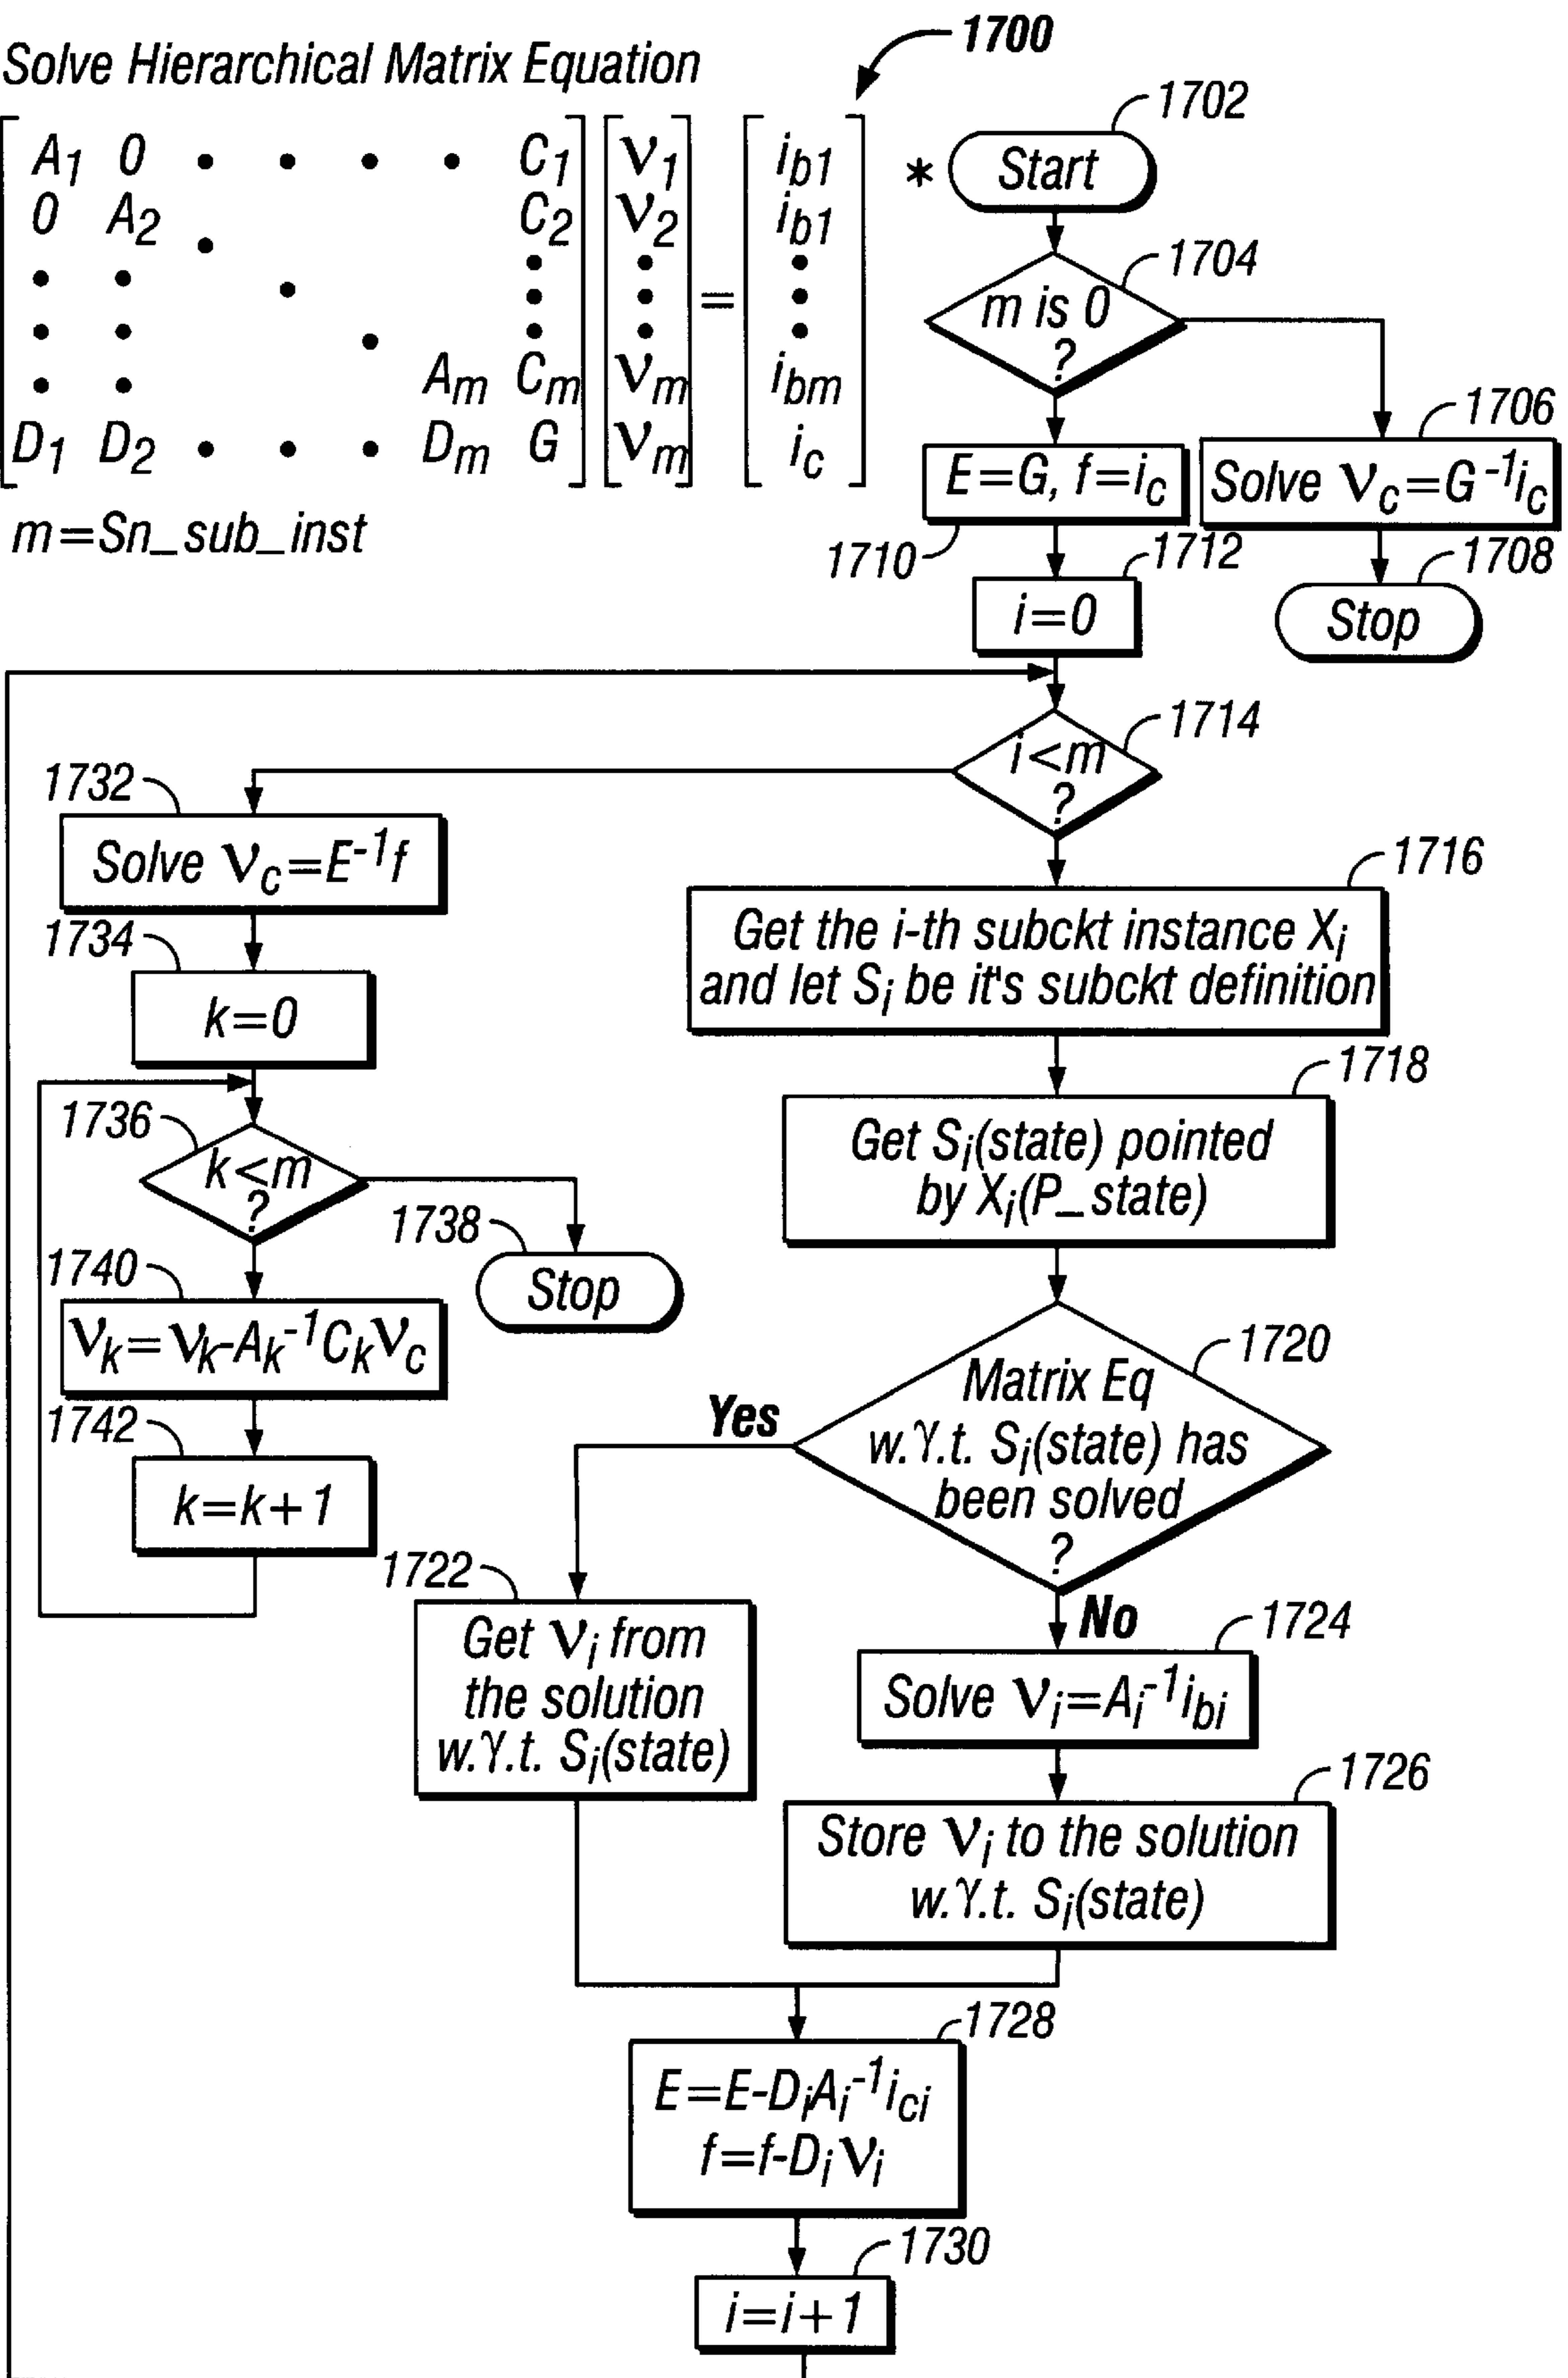 1700
Solve Hierarchical Matrix Equation
A1 0 • • • • C1 ν1 ib1
0 A2 • C2 ν2 ib1
• • • • • •
• • = •
• • • • • •
• • Am Cm νm ibm
D1 D2 • • • Dm G νm ic
m=Sn_sub_inst
1702
* Start
1704
m is 0
?
1706
Solve νc=G-1ic
1708
Stop
E=G, f=ic
1710
1712
i=0
1714
i<m
?
1732
Solve νc=E-1f
1734
k=0
1736
k<m
?
1738
Stop
1740
νk=νk-Ak-1Ckνc
1742
k=k+1
1716
Get the i-th subckt instance Xi
and let Si be it's subckt definition
1718
Get Si(state) pointed
by Xi(P_state)
1720
Matrix Eq
w.γ.t. Si(state) has
been solved
?
Yes
No
1722
Get νi from
the solution
w.γ.t. Si(state)
1724
Solve νi=Ai-1ibi
1726
Store νi to the solution
w.γ.t. Si(state)
1728
E=E-DiAi-1ici
f=f-Diνi
1730
i=i+1